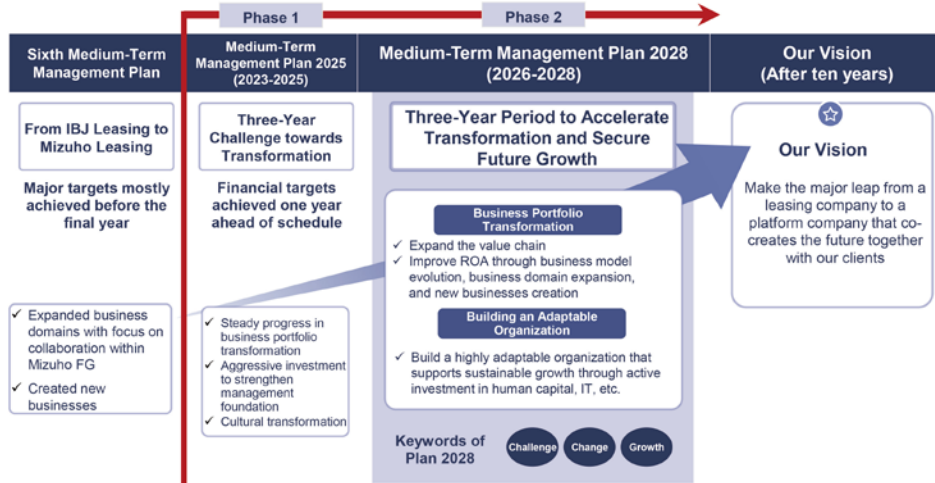 Phase 1
Phase 2
Sixth Medium-Term
Management Plan
Medium-Term
Management Plan 2025
(2023-2025)
Medium-Term Management Plan 2028
(2026-2028)
Our Vision
(After ten years)
From IBJ Leasing to
Mizuho Leasing
Major targets mostly
achieved before the
final year
✓ Expanded business
domains with focus on
collaboration within
Mizuho FG
✓ Created new
businesses
Three-Year
Challenge towards
Transformation
Financial targets
achieved one year
ahead of schedule
✓ Steady progress in
business portfolio
transformation
✓ Aggressive investment
to strengthen
management
foundation
✓ Cultural transformation
Three-Year Period to Accelerate
Transformation and Secure
Future Growth
Business Portfolio
Transformation
✓ Expand the value chain
✓ Improve ROA through business model
evolution, business domain expansion,
and new businesses creation
Building an Adaptable
Organization
✓ Build a highly adaptable organization that
supports sustainable growth through active
investment in human capital, IT, etc.
Keywords of
Plan 2028
Challenge
Change
Growth
Our Vision
Make the major leap from a
leasing company to a
platform company that co-
creates the future together
with our clients